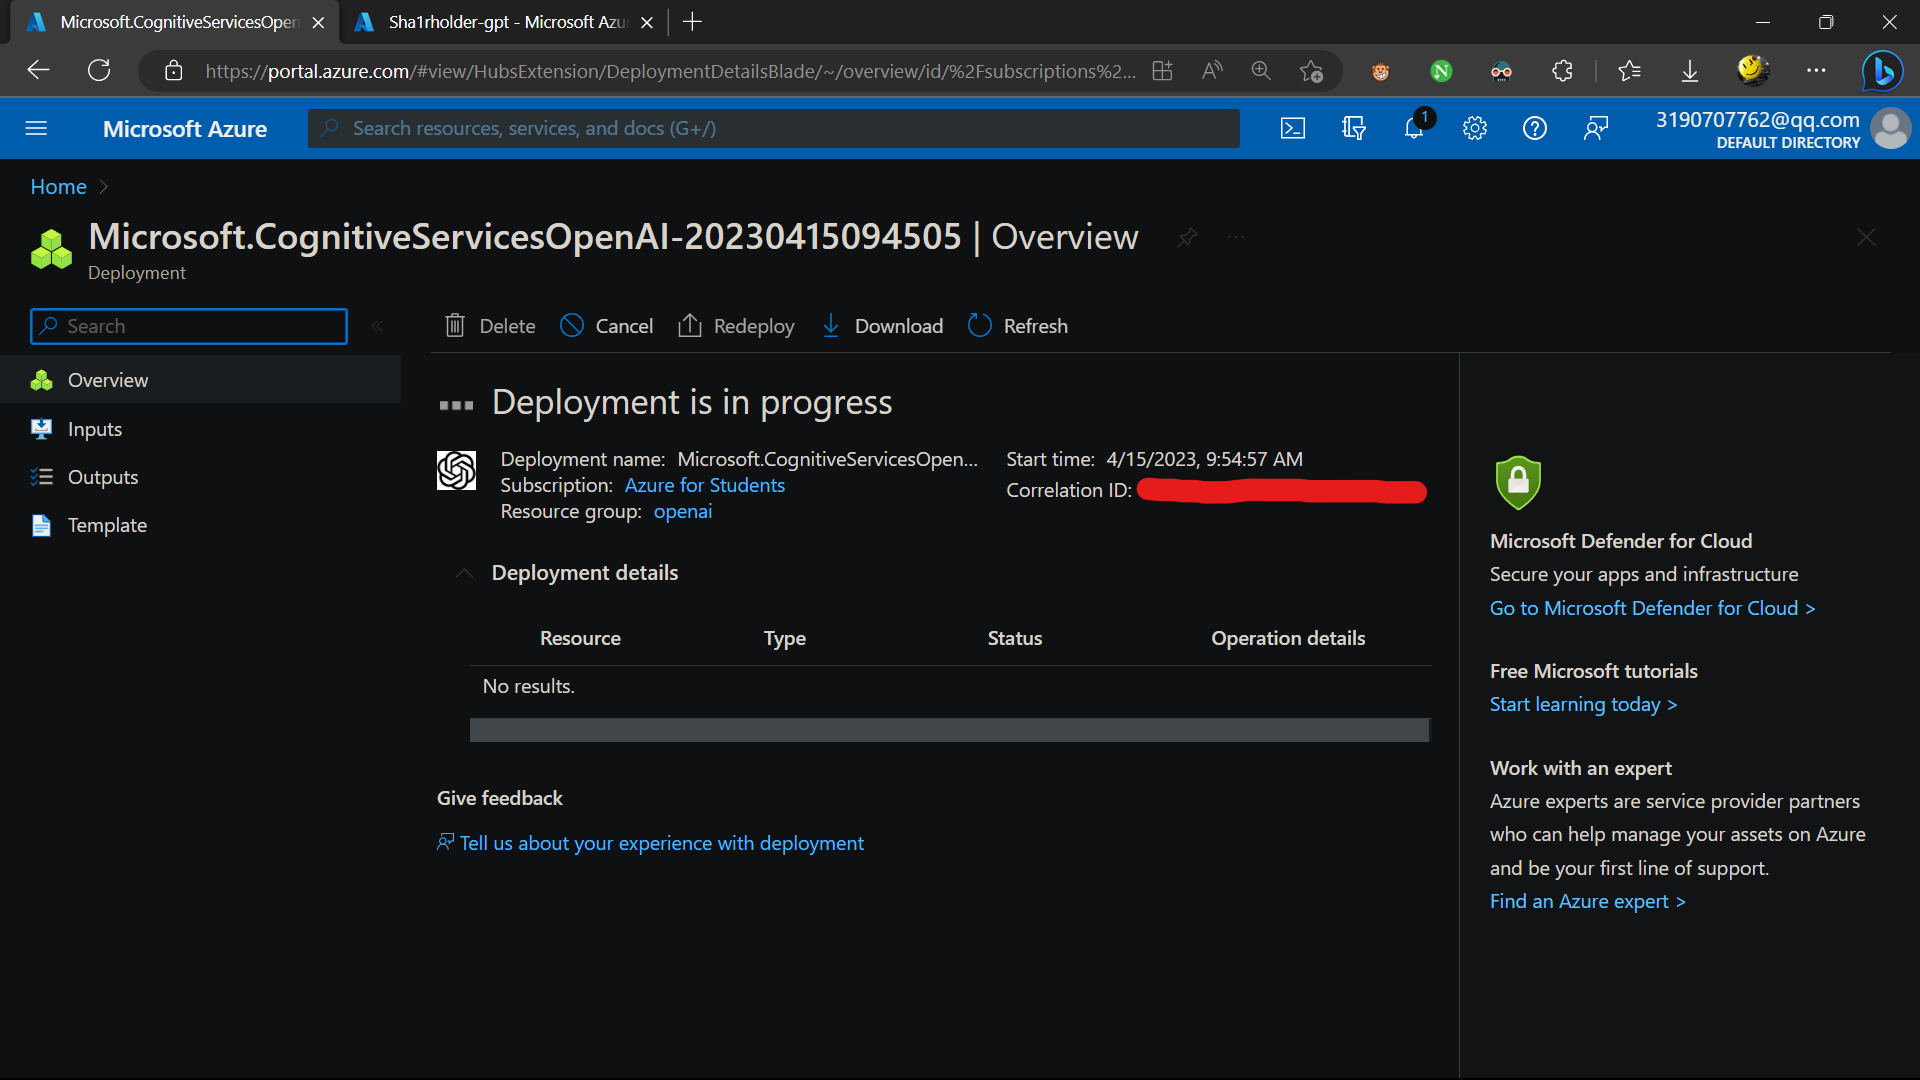 Microsoft.CognitiveServicesOpen
Sha1rholder-gpt - Microsoft Azu
https://portal.azure.com/#view/HubsExtension/DeploymentDetailsBlade/~/overview/id/%2Fsubscriptions%2...
Microsoft Azure
Search resources, services, and docs (G+/)
1
3190707762@qq.com
DEFAULT DIRECTORY
Home
Microsoft.CognitiveServicesOpenAI-20230415094505 | Overview
Deployment
Search
Delete
Cancel
Redeploy
Download
Refresh
Overview
Inputs
Outputs
Template
Deployment is in progress
Deployment name: Microsoft.CognitiveServicesOpen...
Subscription: Azure for Students
Resource group: openai
Start time: 4/15/2023, 9:54:57 AM
Correlation ID:
Deployment details
Resource Type Status Operation details
No results.
Give feedback
Tell us about your experience with deployment
Microsoft Defender for Cloud
Secure your apps and infrastructure
Go to Microsoft Defender for Cloud >
Free Microsoft tutorials
Start learning today >
Work with an expert
Azure experts are service provider partners
who can help manage your assets on Azure
and be your first line of support.
Find an Azure expert >